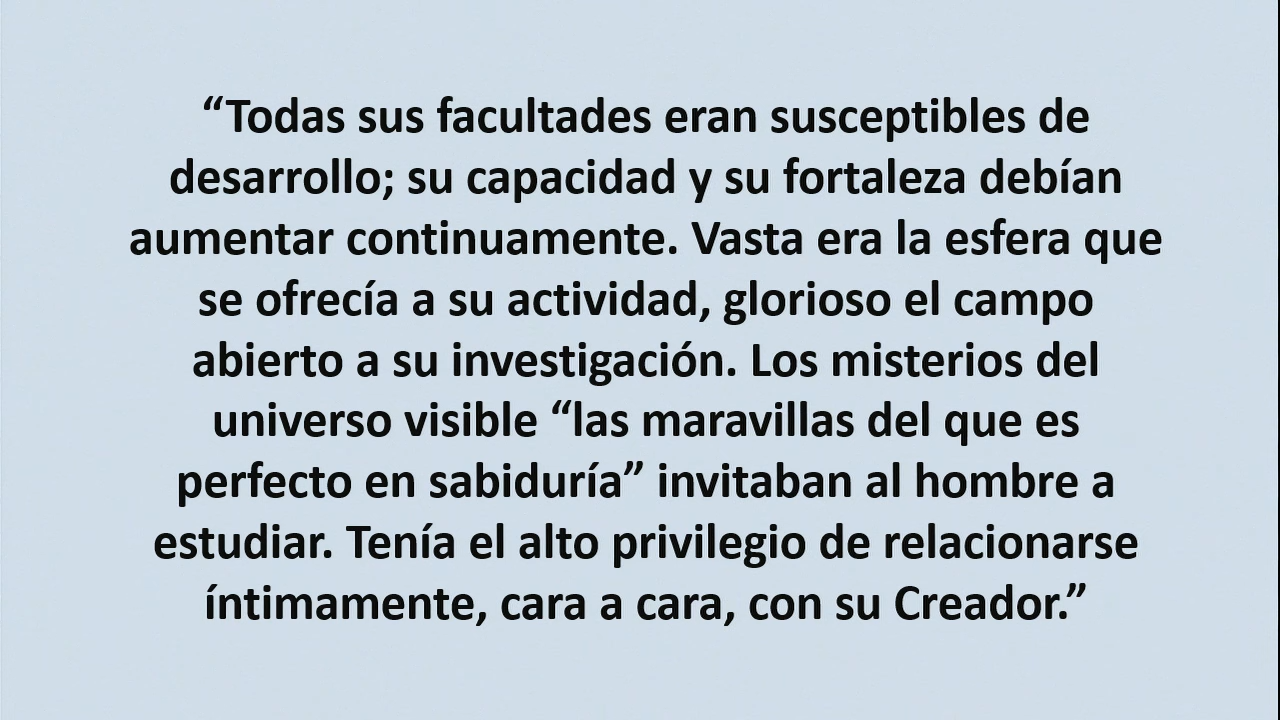 “Todas sus facultades eran susceptibles de
desarrollo; su capacidad y su fortaleza debían
aumentar continuamente. Vasta era la esfera que
se ofrecía a su actividad, glorioso el campo
abierto a su investigación. Los misterios del
universo visible “las maravillas del que es
perfecto en sabiduría” invitaban al hombre a
estudiar. Tenía el alto privilegio de relacionarse
íntimamente, cara a cara, con su Creador.”